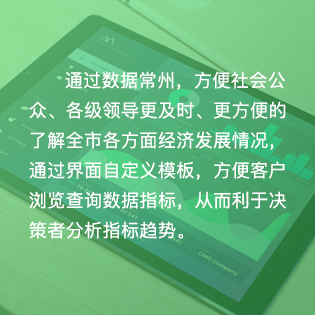 通过数据常州，方便社会公
众、各级领导更及时、更方便的
了解全市各方面经济发展情况，
通过界面自定义模板，方便客户
浏览查询数据指标，从而利于决
策者分析指标趋势。
CMG Company